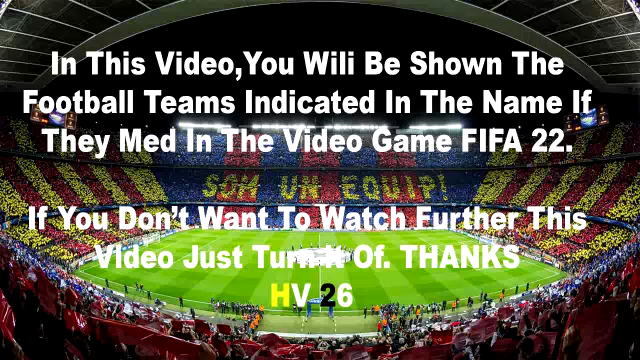 In This Video,You Wili Be Shown The
Football Teams Indicated In The Name If
They Med In The Video Game FIFA 22.
SOM UN EQUIP!
If You Don't Want To Watch Further This
Video Just Turn It Of. THANKS
HV 26